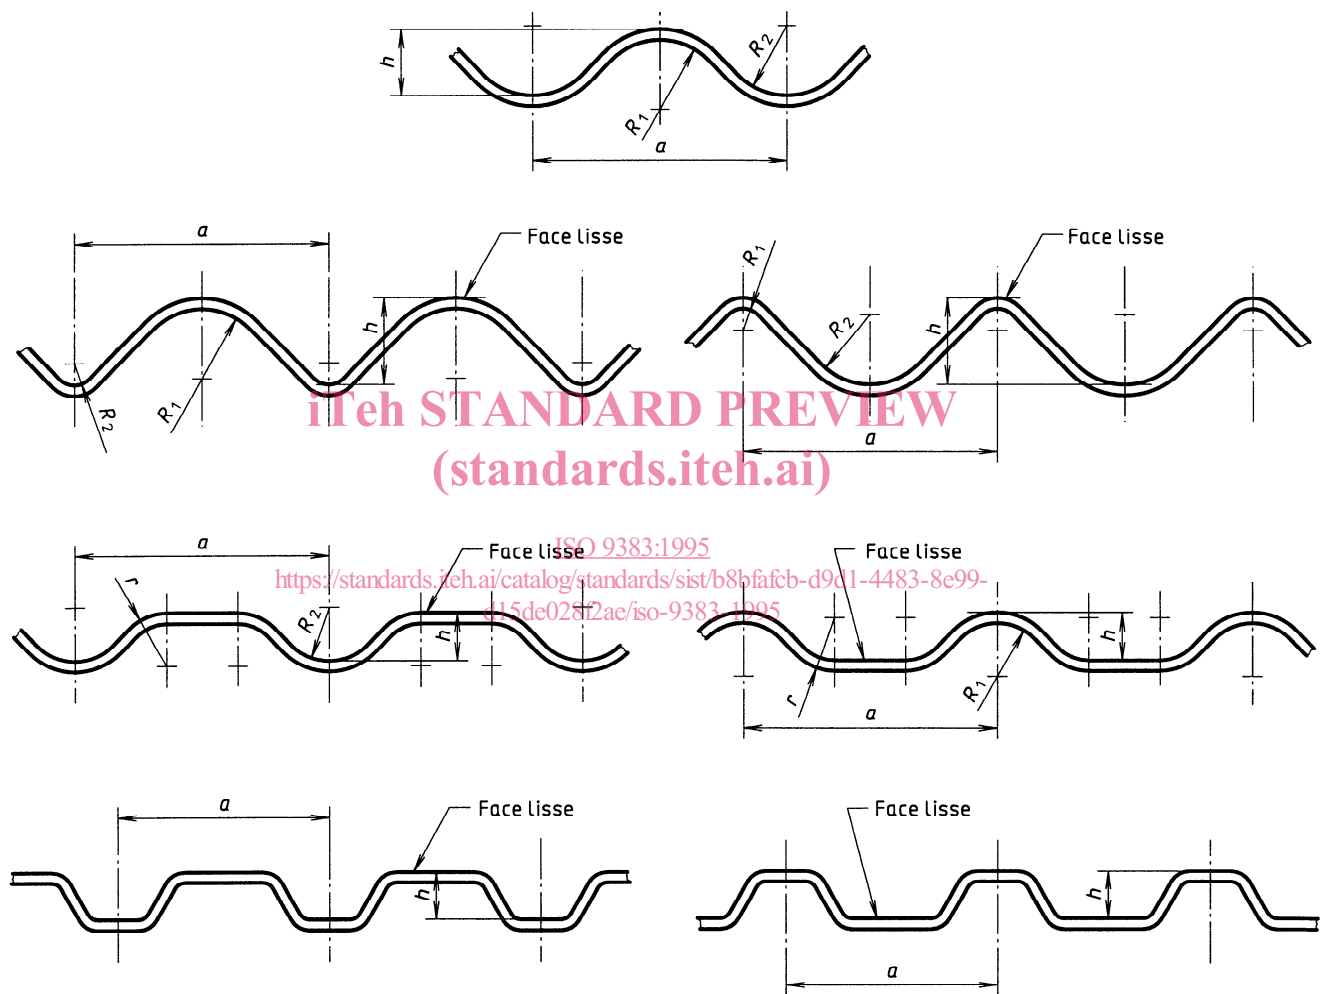 h
R2
R1
a
a
Face lisse
h
R1
R2
R1
Face lisse
h
R2
a
iTeh STANDARD PREVIEW
(standards.iteh.ai)
a
r
R2
Face lisse
h
ISO 9383:1995
https://standards.iteh.ai/catalog/standards/sist/b8bfafcb-d9d1-4483-8e99-
d15de028f2ae/iso-9383-1995
Face lisse
h
r
R1
a
a
Face lisse
h
Face lisse
h
a